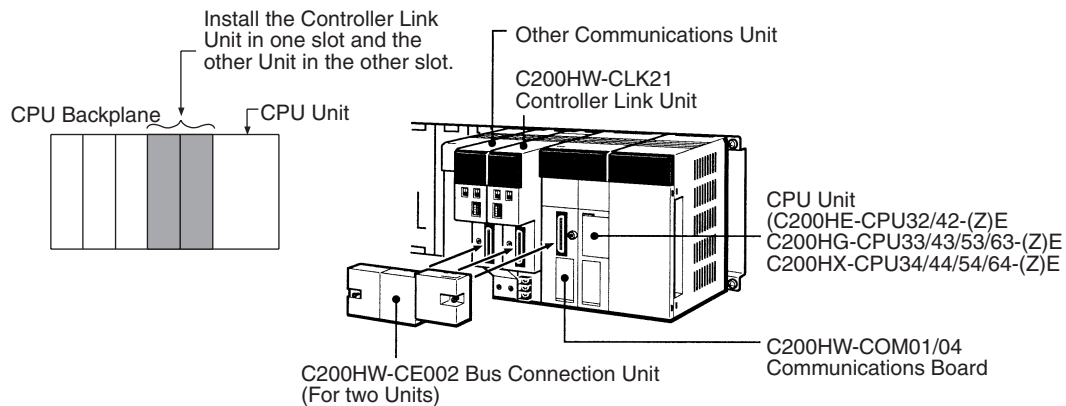 Install the Controller Link
Unit in one slot and the
other Unit in the other slot.
CPU Backplane
CPU Unit
Other Communications Unit
C200HW-CLK21
Controller Link Unit
CPU Unit
(C200HE-CPU32/42-(Z)E
C200HG-CPU33/43/53/63-(Z)E
C200HX-CPU34/44/54/64-(Z)E
C200HW-COM01/04
Communications Board
C200HW-CE002 Bus Connection Unit
(For two Units)